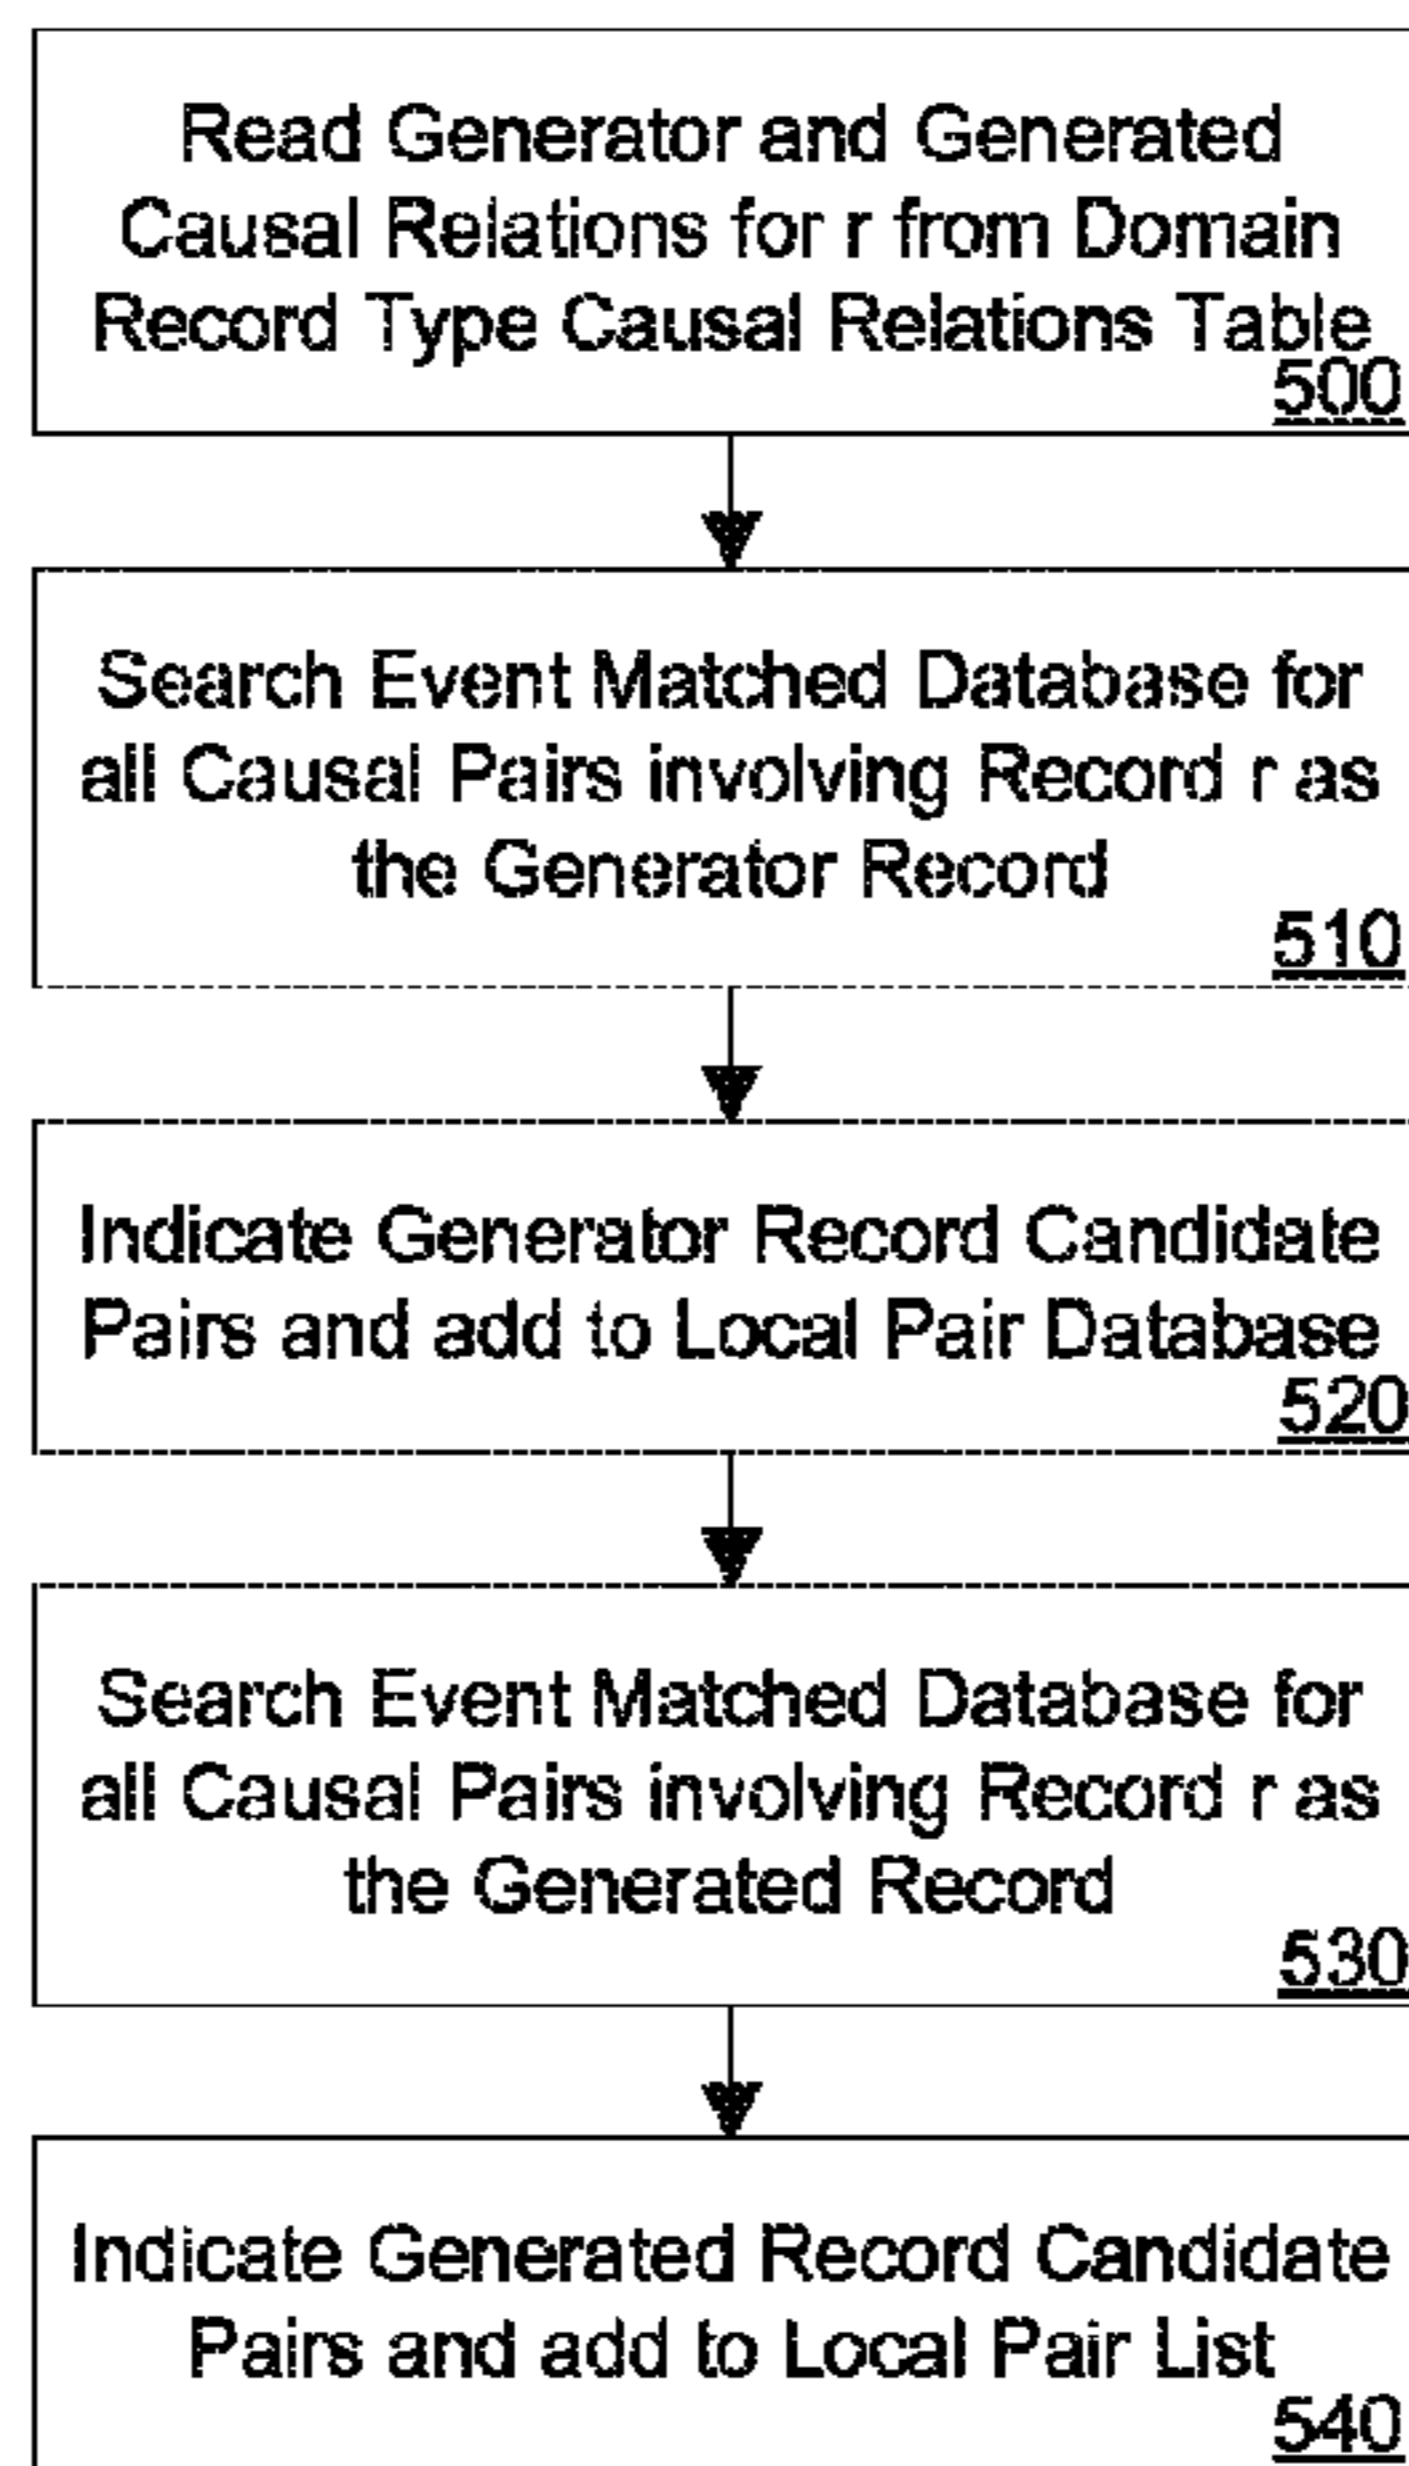 Read Generator and Generated
Causal Relations for r from Domain
Record Type Causal Relations Table
500
Search Event Matched Database for
all Causal Pairs involving Record r as
the Generator Record
510
Indicate Generator Record Candidate
Pairs and add to Local Pair Database
520
Search Event Matched Database for
all Causal Pairs involving Record r as
the Generated Record
530
Indicate Generated Record Candidate
Pairs and add to Local Pair List
540